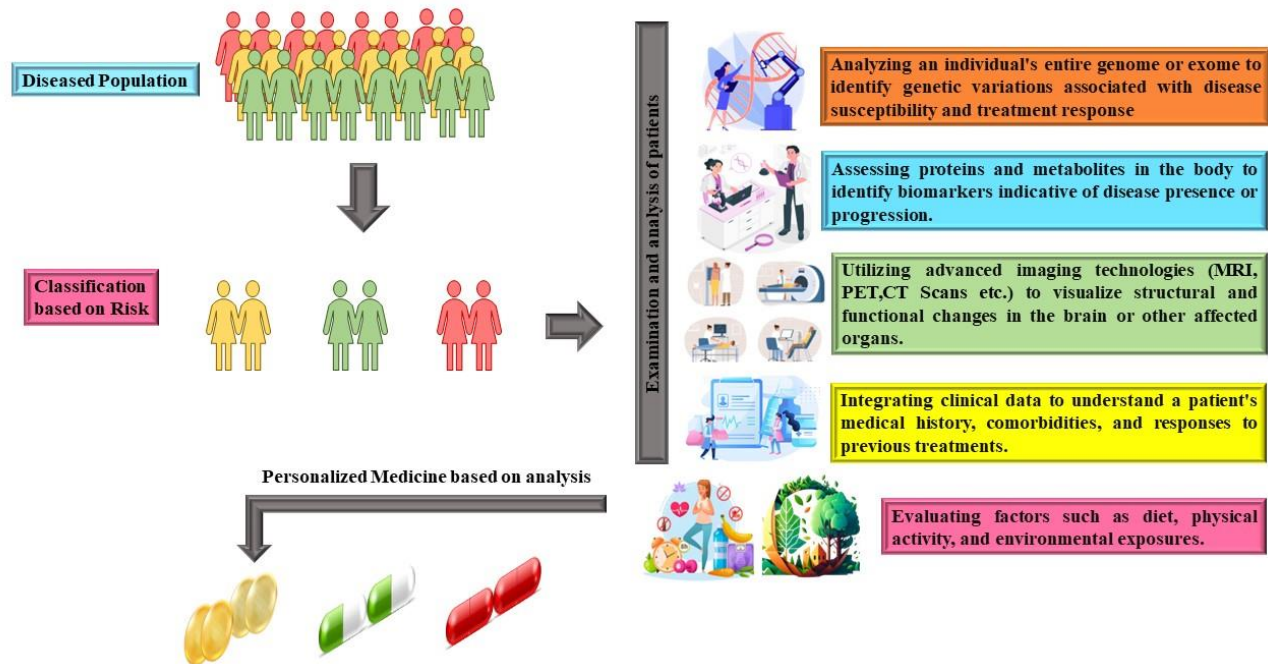 Diseased Population
Classification
based on Risk
Examination and analysis of patients
Analyzing an individual's entire genome or exome to
identify genetic variations associated with disease
susceptibility and treatment response
Assessing proteins and metabolites in the body to
identify biomarkers indicative of disease presence or
progression.
Utilizing advanced imaging technologies (MRI,
PET,CT Scans etc.) to visualize structural and
functional changes in the brain or other affected
organs.
Integrating clinical data to understand a patient's
medical history, comorbidities, and responses to
previous treatments.
Evaluating factors such as diet, physical
activity, and environmental exposures.
Personalized Medicine based on analysis